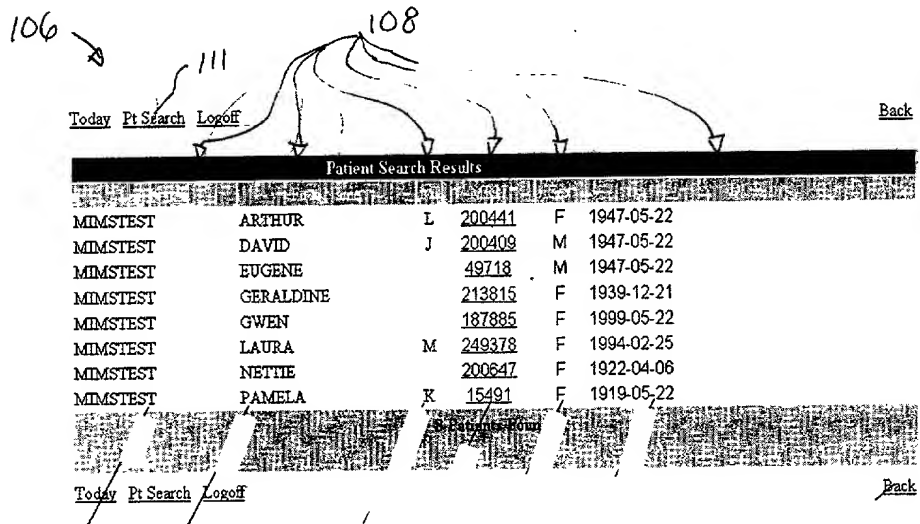 106 108
111
Today Pt Search Logoff Back
Patient Search Results
MIMSTEST ARTHUR L 200441 F 1947-05-22
MIMSTEST DAVID J 200409 M 1947-05-22
MIMSTEST EUGENE 49718 M 1947-05-22
MIMSTEST GERALDINE 213815 F 1939-12-21
MIMSTEST GWEN 187885 F 1999-05-22
MIMSTEST LAURA M 249378 F 1994-02-25
MIMSTEST NETTIE 200647 F 1922-04-06
MIMSTEST PAMELA K 15491 F 1919-05-22
8 Patients Foun
Today Pt Search Logoff Back